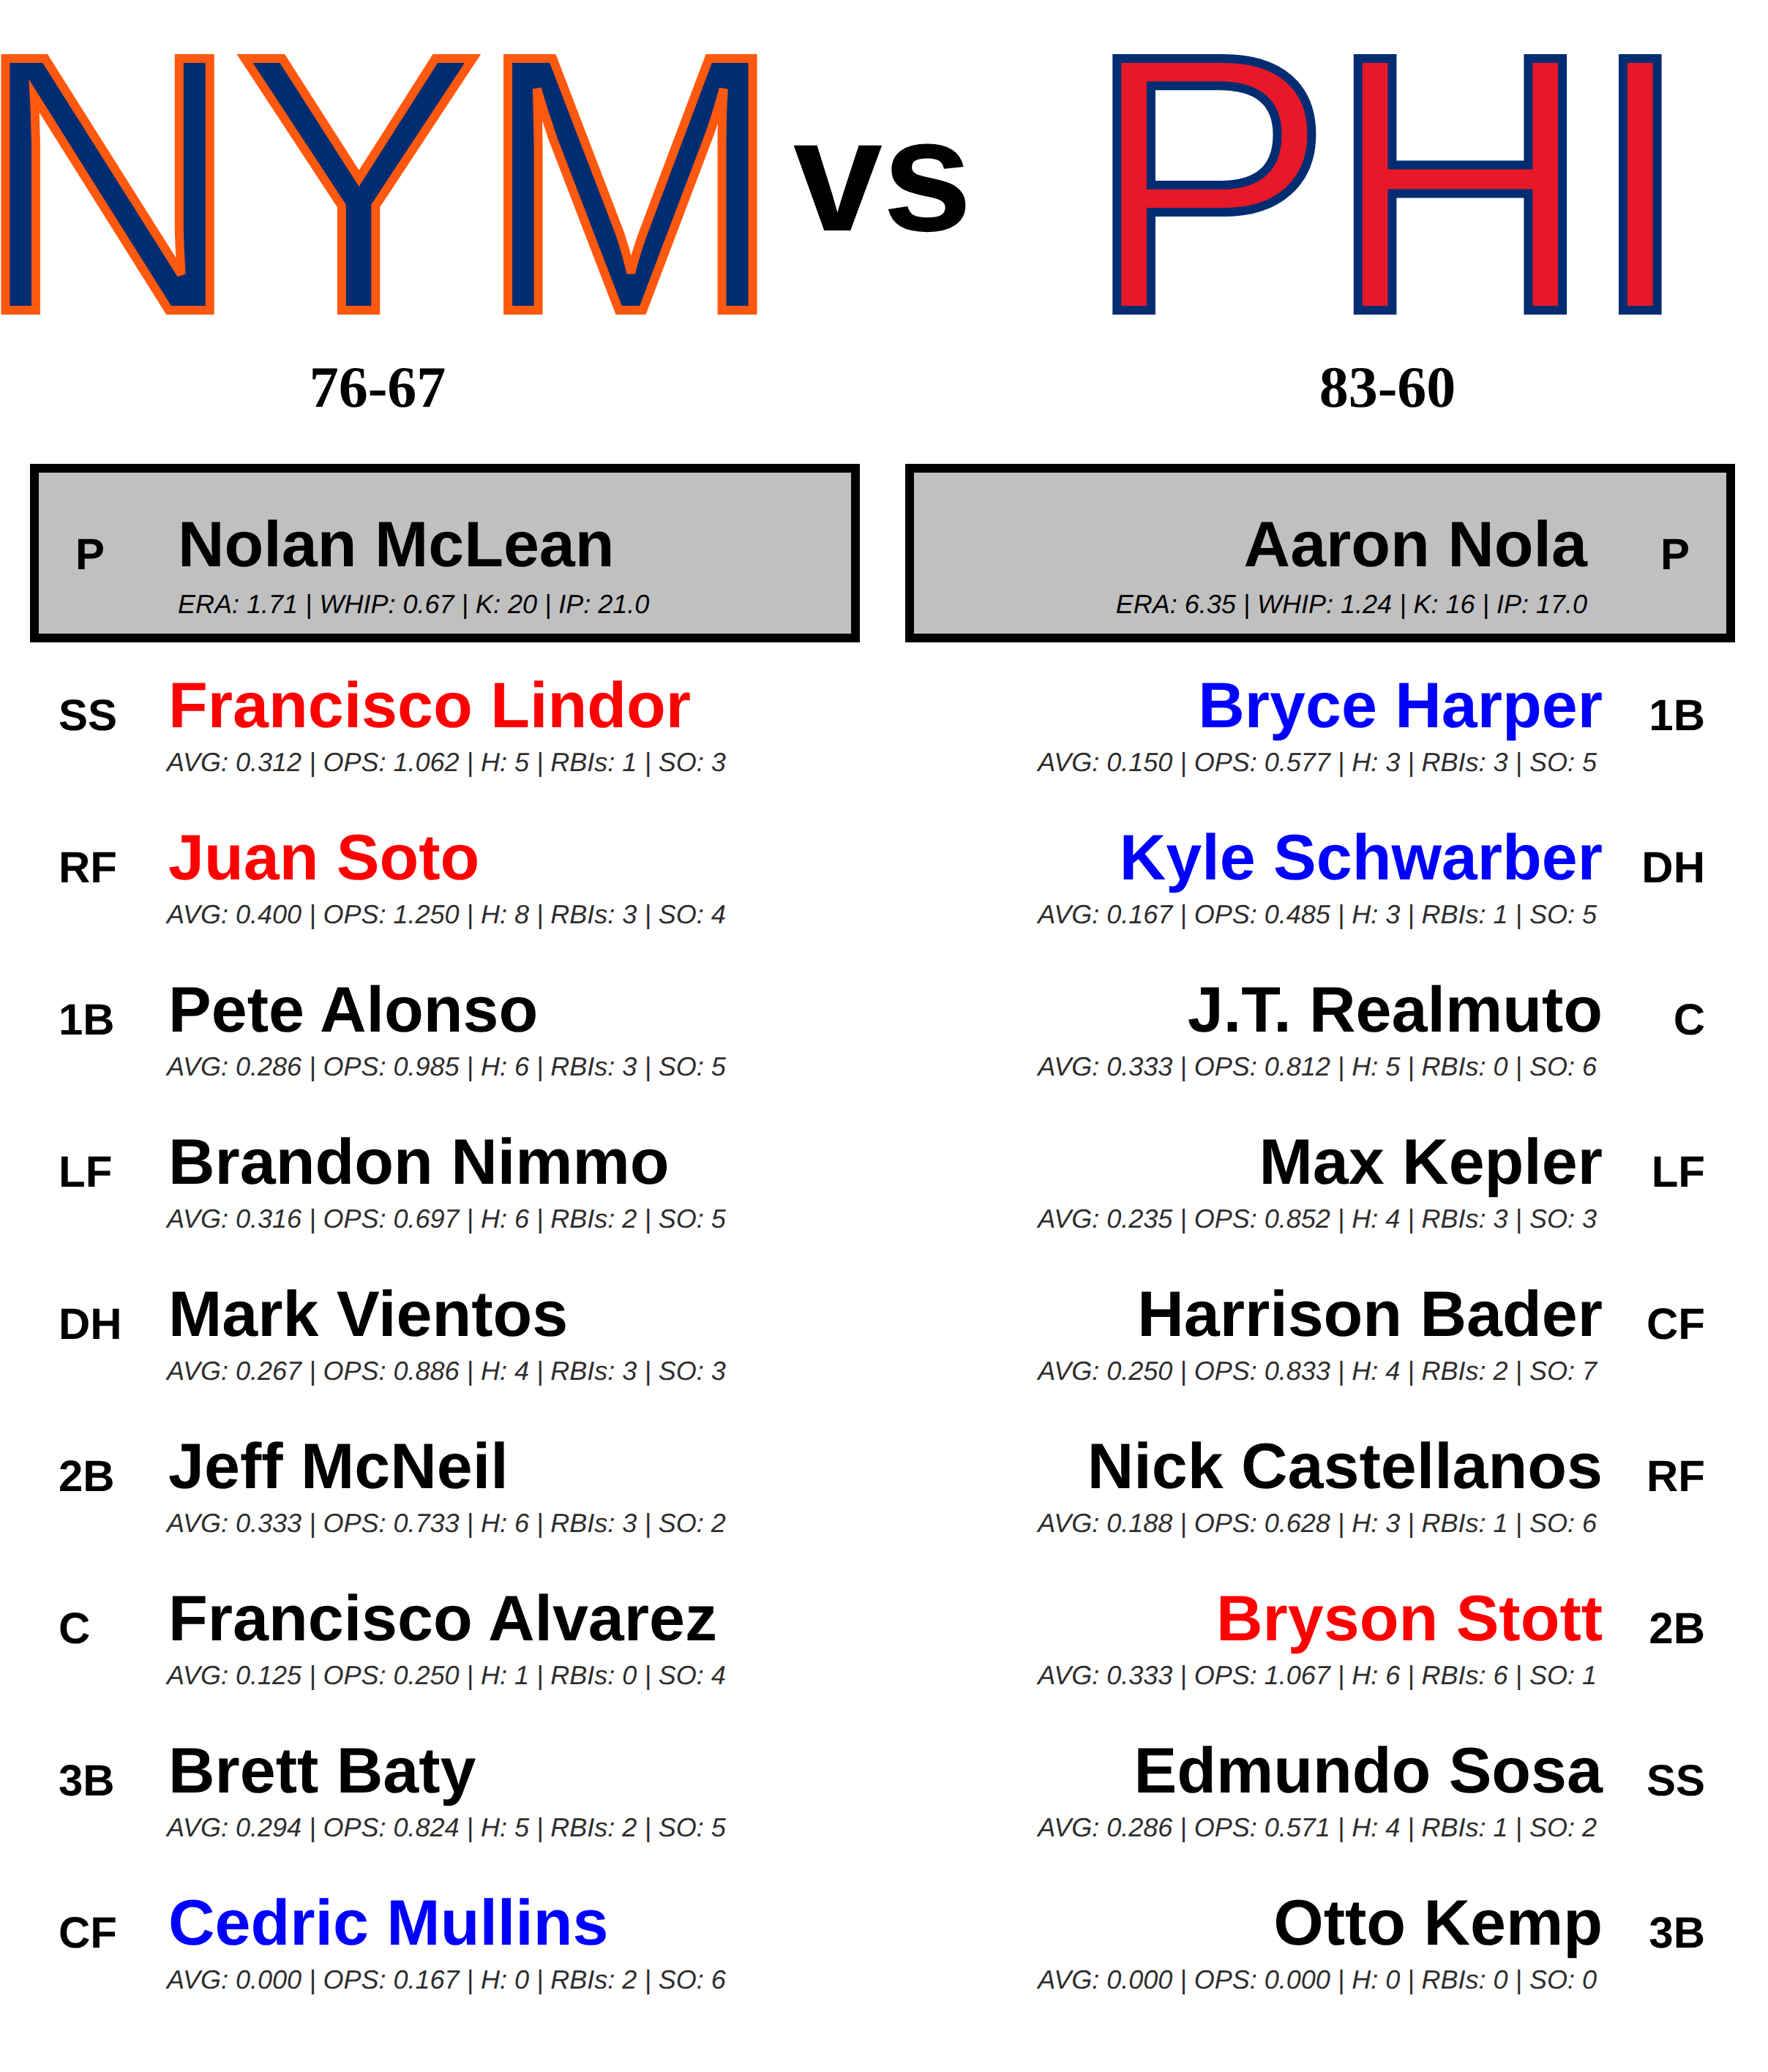 NYM vs PHI
76-67 83-60
P Nolan McLean Aaron Nola P
ERA: 1.71 | WHIP: 0.67 | K: 20 | IP: 21.0 ERA: 6.35 | WHIP: 1.24 | K: 16 | IP: 17.0
SS Francisco Lindor Bryce Harper 1B
AVG: 0.312 | OPS: 1.062 | H: 5 | RBIs: 1 | SO: 3 AVG: 0.150 | OPS: 0.577 | H: 3 | RBIs: 3 | SO: 5
RF Juan Soto Kyle Schwarber DH
AVG: 0.400 | OPS: 1.250 | H: 8 | RBIs: 3 | SO: 4 AVG: 0.167 | OPS: 0.485 | H: 3 | RBIs: 1 | SO: 5
1B Pete Alonso J.T. Realmuto C
AVG: 0.286 | OPS: 0.985 | H: 6 | RBIs: 3 | SO: 5 AVG: 0.333 | OPS: 0.812 | H: 5 | RBIs: 0 | SO: 6
LF Brandon Nimmo Max Kepler LF
AVG: 0.316 | OPS: 0.697 | H: 6 | RBIs: 2 | SO: 5 AVG: 0.235 | OPS: 0.852 | H: 4 | RBIs: 3 | SO: 3
DH Mark Vientos Harrison Bader CF
AVG: 0.267 | OPS: 0.886 | H: 4 | RBIs: 3 | SO: 3 AVG: 0.250 | OPS: 0.833 | H: 4 | RBIs: 2 | SO: 7
2B Jeff McNeil Nick Castellanos RF
AVG: 0.333 | OPS: 0.733 | H: 6 | RBIs: 3 | SO: 2 AVG: 0.188 | OPS: 0.628 | H: 3 | RBIs: 1 | SO: 6
C Francisco Alvarez Bryson Stott 2B
AVG: 0.125 | OPS: 0.250 | H: 1 | RBIs: 0 | SO: 4 AVG: 0.333 | OPS: 1.067 | H: 6 | RBIs: 6 | SO: 1
3B Brett Baty Edmundo Sosa SS
AVG: 0.294 | OPS: 0.824 | H: 5 | RBIs: 2 | SO: 5 AVG: 0.286 | OPS: 0.571 | H: 4 | RBIs: 1 | SO: 2
CF Cedric Mullins Otto Kemp 3B
AVG: 0.000 | OPS: 0.167 | H: 0 | RBIs: 2 | SO: 6 AVG: 0.000 | OPS: 0.000 | H: 0 | RBIs: 0 | SO: 0